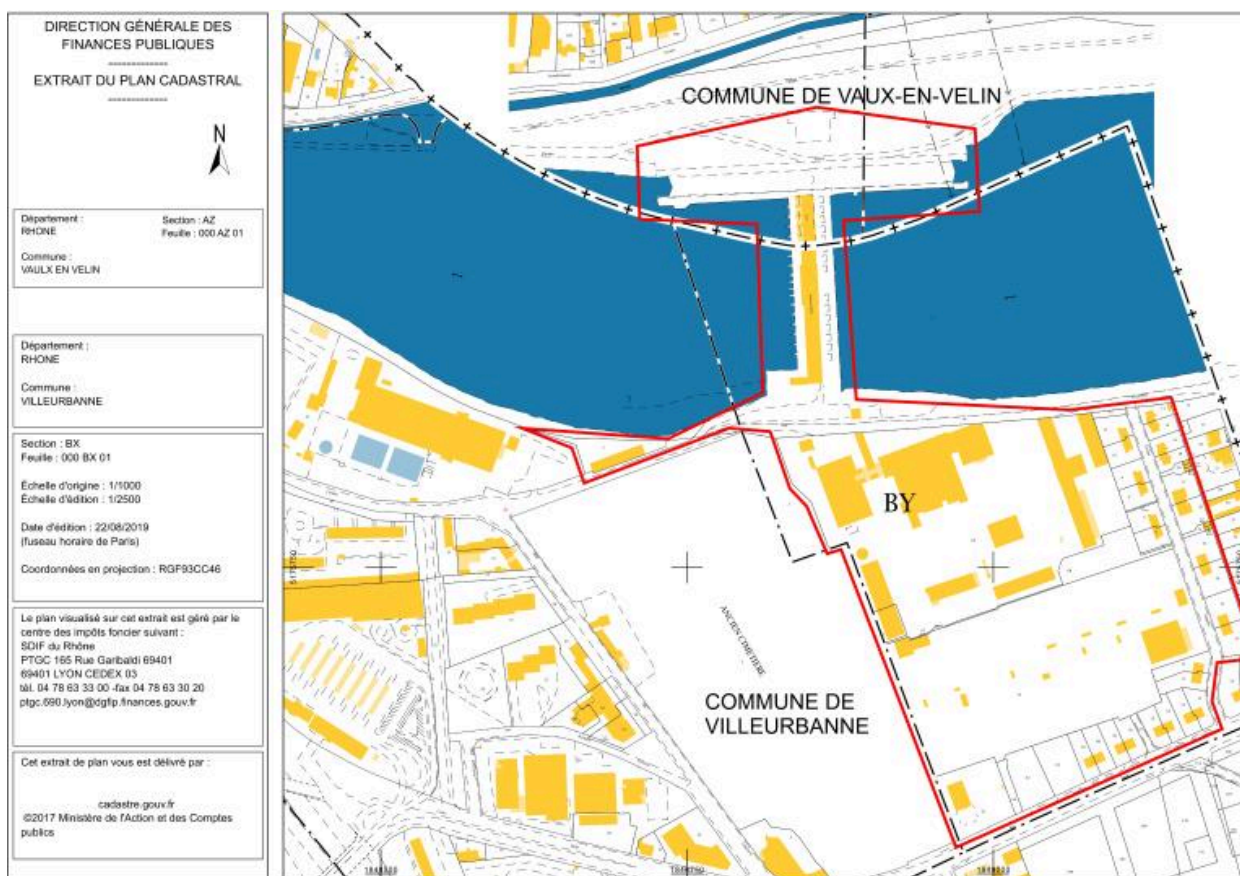 DIRECTION GÉNÉRALE DES
FINANCES PUBLIQUES
-------------
EXTRAIT DU PLAN CADASTRAL
-------------
N
Département :
RHONE
Section : AZ
Feuille : 000 AZ 01
Commune :
VAULX EN VELIN
Département :
RHONE
Commune :
VILLEURBANNE
Section : BX
Feuille : 000 BX 01
Échelle d'origine : 1/1000
Échelle d'édition : 1/2500
Date d'édition : 22/08/2019
(fuseau horaire de Paris)
Coordonnées en projection : RGF93CC46
Le plan visualisé sur cet extrait est géré par le
centre des impôts foncier suivant :
SDIF du Rhône
PTGC 165 Rue Garibaldi 69401
69401 LYON CEDEX 03
tél. 04 78 63 33 00 -fax 04 78 63 30 20
ptgc.690.lyon@dgfip.finances.gouv.fr
Cet extrait de plan vous est délivré par :
cadastre.gouv.fr
©2017 Ministère de l'Action et des Comptes
publics
COMMUNE DE VAUX-EN-VELIN
BY
ANCIEN CIMETIÈRE
COMMUNE DE
VILLEURBANNE